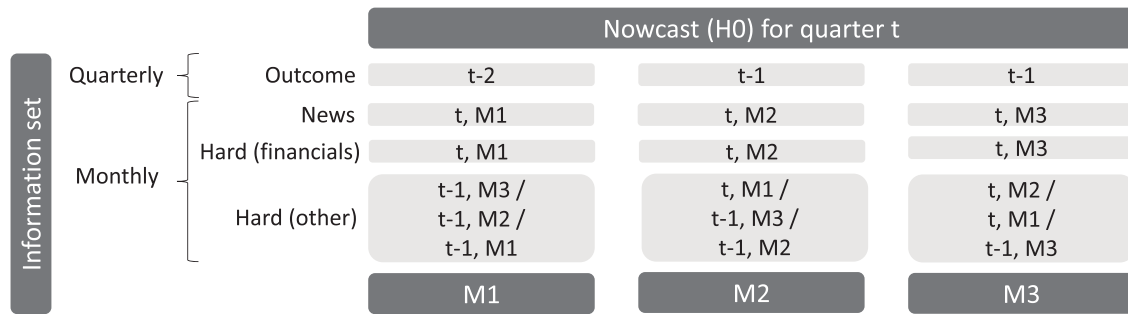 Nowcast (H0) for quarter t
Information set
Quarterly
Outcome
t-2
t-1
t-1
News
t, M1
t, M2
t, M3
Hard (financials)
t, M1
t, M2
t, M3
Monthly
Hard (other)
t-1, M3 /
t-1, M2 /
t-1, M1
t, M1 /
t-1, M3 /
t-1, M2
t, M2 /
t, M1 /
t-1, M3
M1
M2
M3